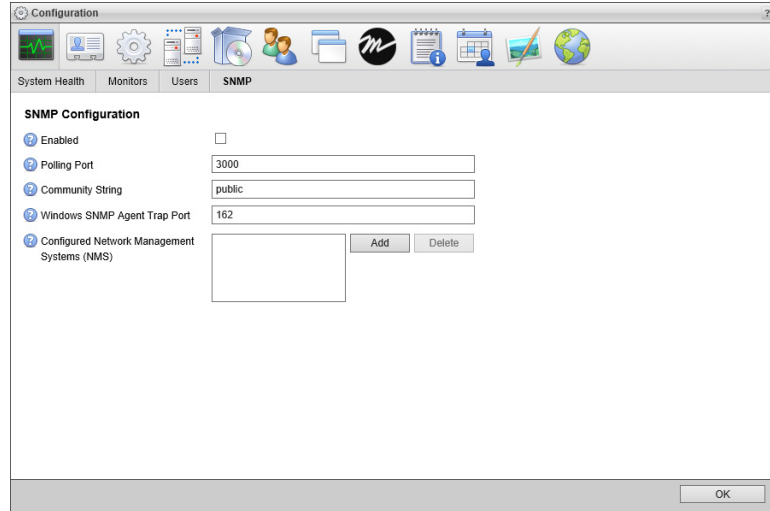 Configuration
?
System Health Monitors Users SNMP
SNMP Configuration
? Enabled
? Polling Port 3000
? Community String public
? Windows SNMP Agent Trap Port 162
? Configured Network Management Add Delete
Systems (NMS)
OK